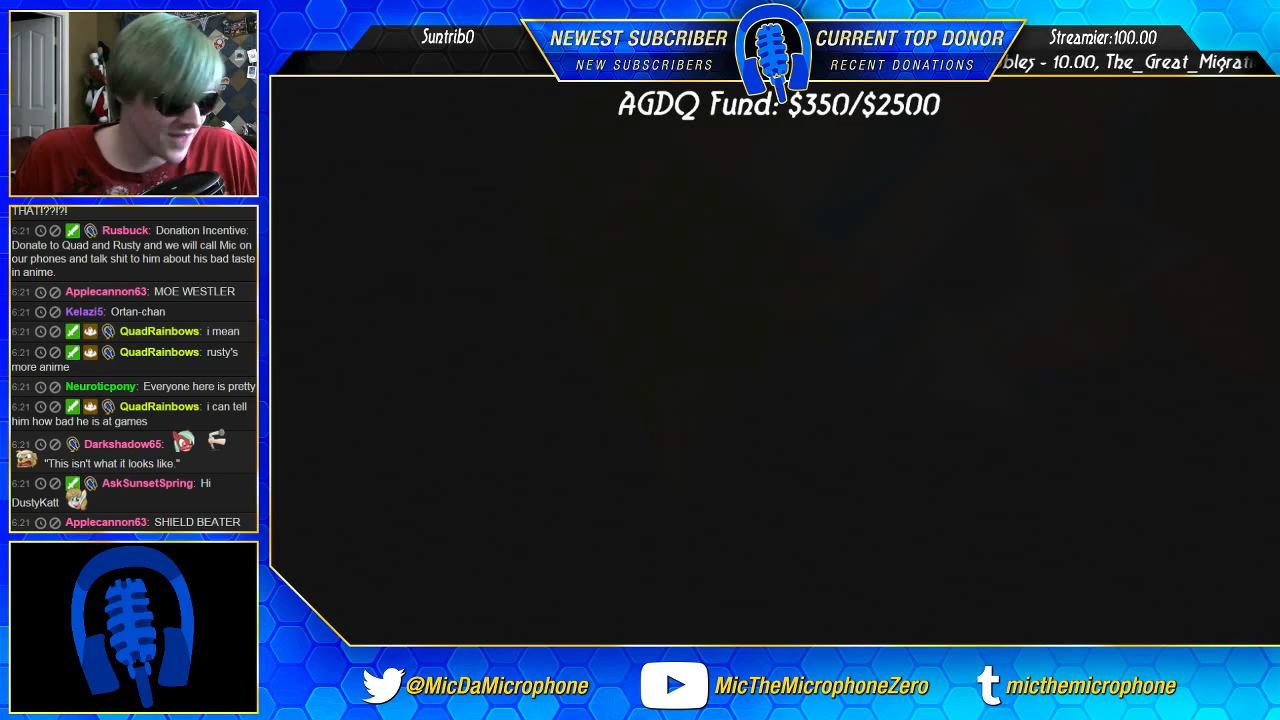 Suntrib0
NEWEST SUBCRIBER
CURRENT TOP DONOR
Streamier:100.00
NEW SUBSCRIBERS
RECENT DONATIONS
bles - 10.00, The_Great_Migrati
AGDQ Fund: $350/$2500
THAT!??!?!
6:21 Rusbuck: Donation Incentive:
Donate to Quad and Rusty and we will call Mic on
our phones and talk shit to him about his bad taste
in anime.
6:21 Applecannon63: MOE WESTLER
6:21 Kelazi5: Ortan-chan
6:21 QuadRainbows: i mean
6:21 QuadRainbows: rusty's
more anime
6:21 Neuroticpony: Everyone here is pretty
6:21 QuadRainbows: i can tell
him how bad he is at games
6:21 Darkshadow65:
"This isn't what it looks like."
6:21 AskSunsetSpring: Hi
DustyKatt
6:21 Applecannon63: SHIELD BEATER
@MicDaMicrophone
MicTheMicrophoneZero
t micthemicrophone